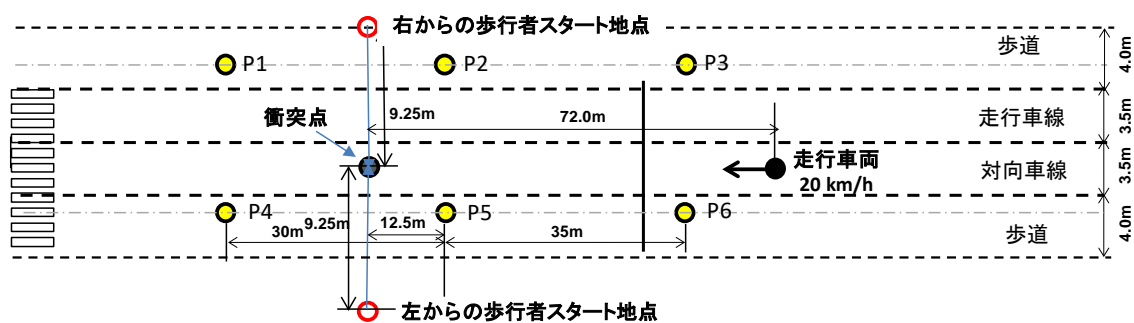 右からの歩行者スタート地点
歩道
4.0m
P1
P2
P3
衝突点
9.25m
72.0m
走行車線
3.5m
走行車両
20 km/h
対向車線
3.5m
P4
P5
P6
9.25m
12.5m
30m
35m
歩道
4.0m
左からの歩行者スタート地点